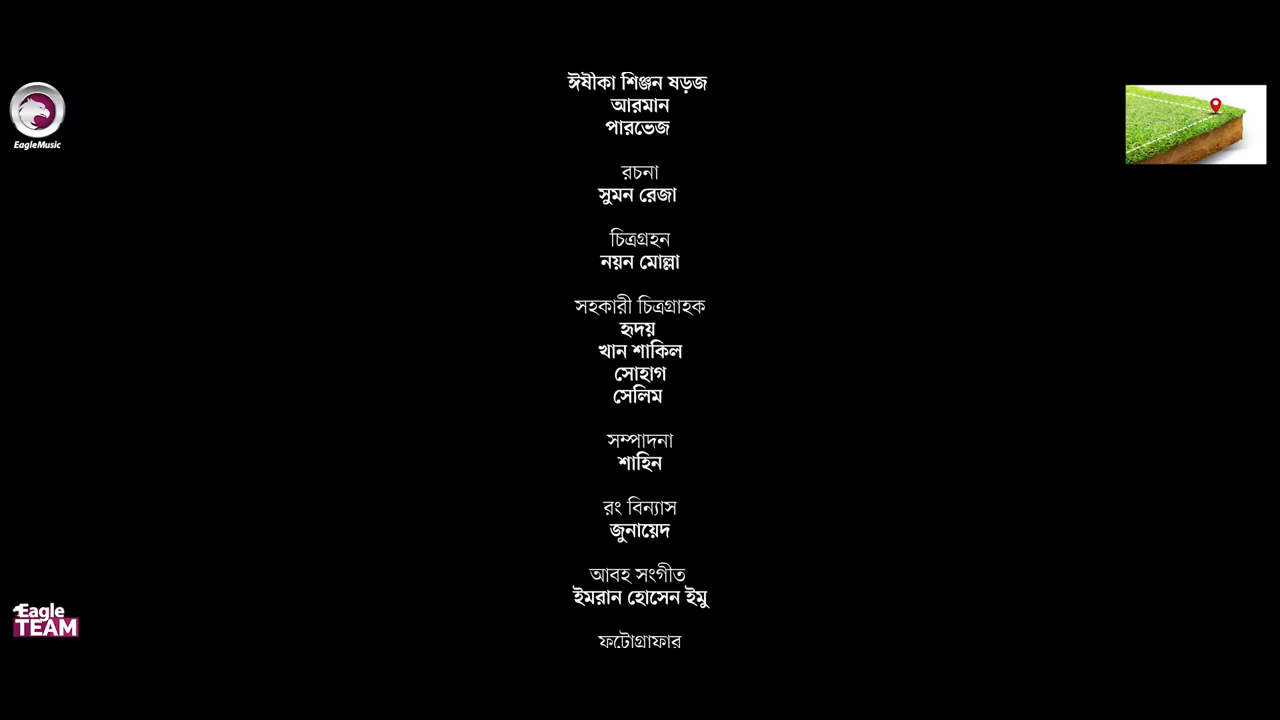 ঈষীকা শিঞ্জন ষড়জ
আরমান
পারভেজ
রচনা
সুমন রেজা
চিত্রগ্রহন
নয়ন মোল্লা
সহকারী চিত্রগ্রাহক
হৃদয়
খান শাকিল
সোহাগ
সেলিম
সম্পাদনা
শাহিন
রং বিন্যাস
জুনায়েদ
আবহ সংগীত
ইমরান হোসেন ইমু
ফটোগ্রাফার
EagleMusic
Eagle
TEAM